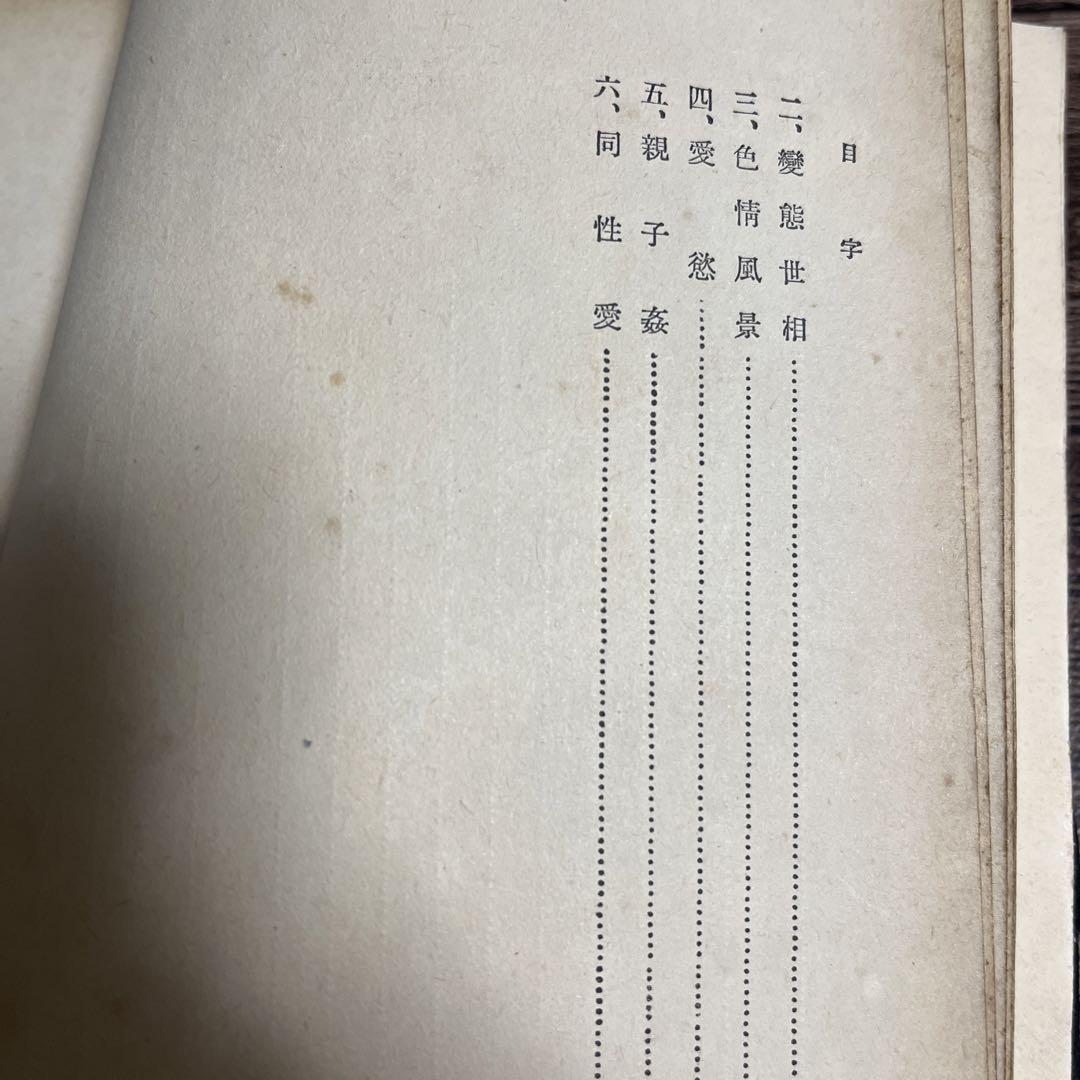 目字
二、變態世相
三、色情風景
四、愛慾
五、親子姦
六、同性愛